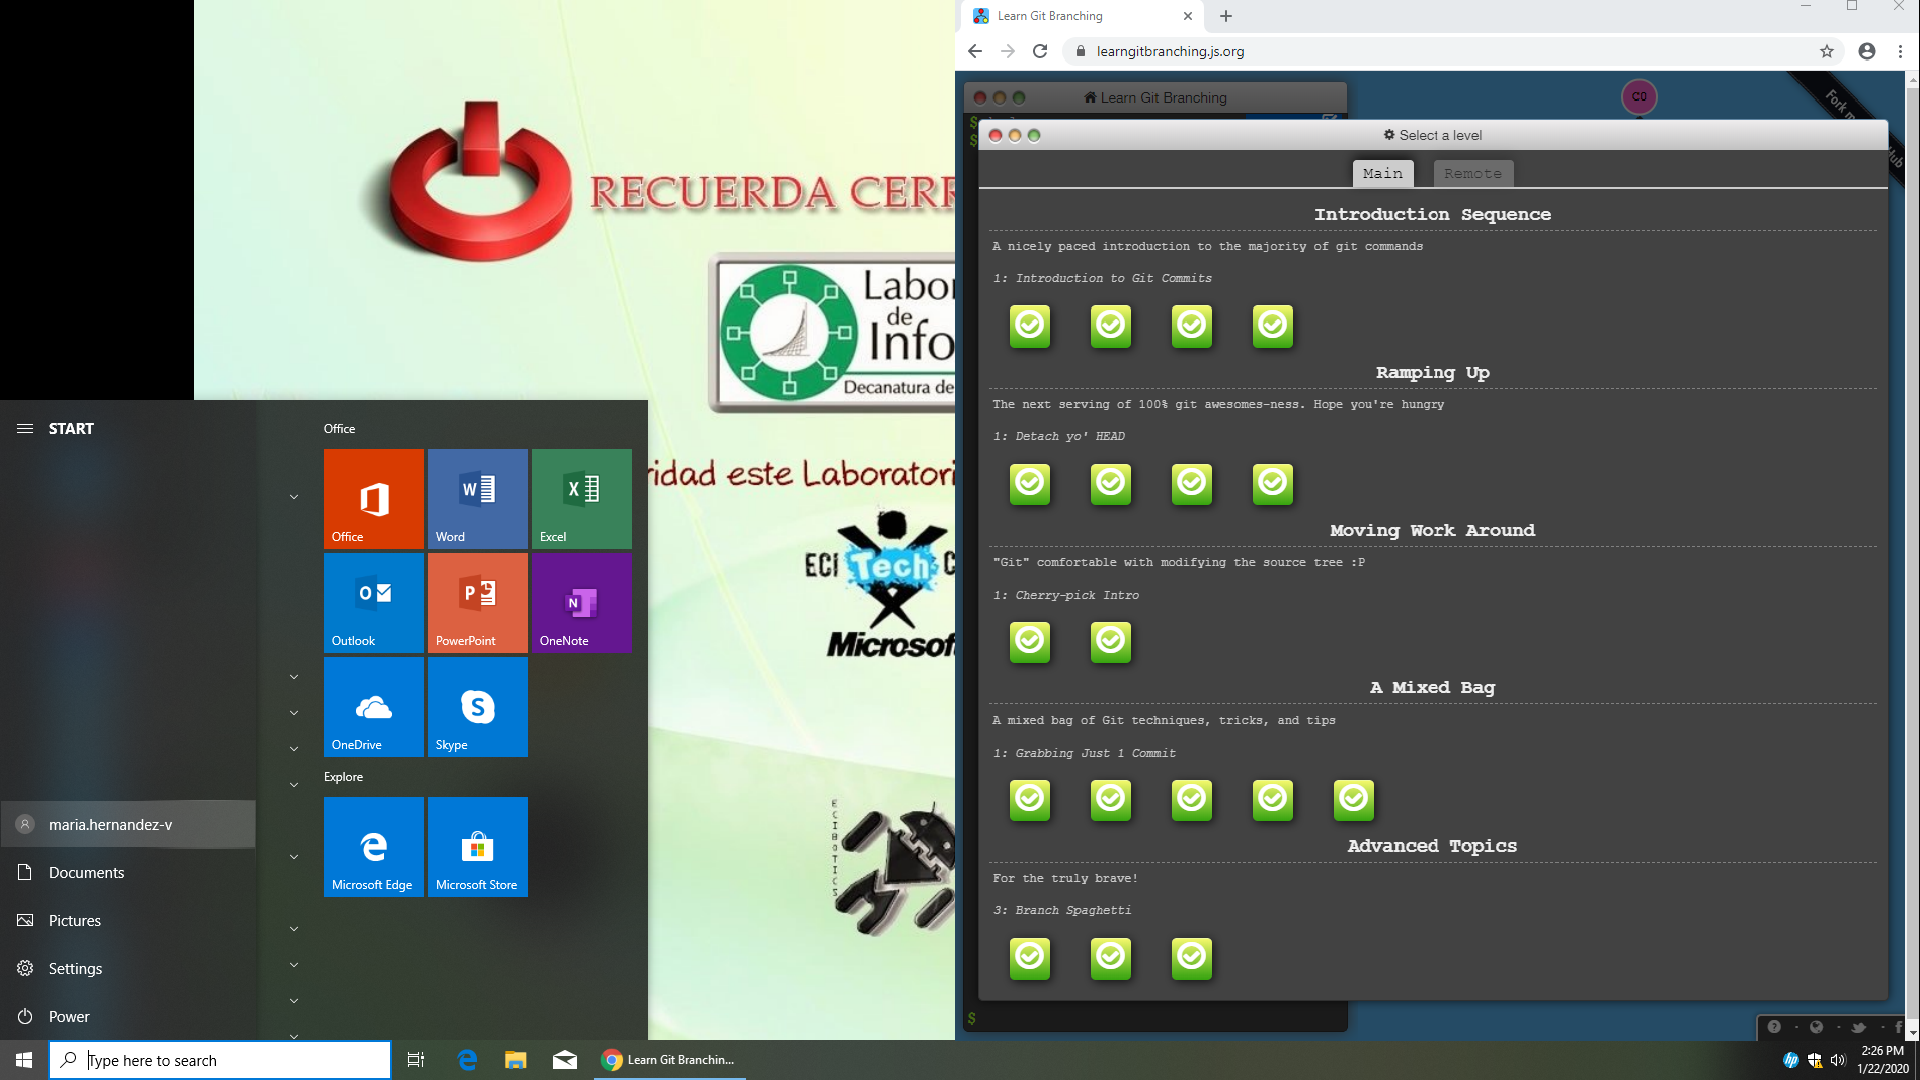 RECUERDA CERR
Labor
de
Info
Decanatura de
ridad este Laboratori
ECI Tech C
Microsof
ECIBOTICS
START
maria.hernandez-v
Documents
Pictures
Settings
Power
Office
Office
Word
Excel
Outlook
PowerPoint
OneNote
OneDrive
Skype
Explore
Microsoft Edge
Microsoft Store
Type here to search
Learn Git Branchin...
2:26 PM
1/22/2020
Learn Git Branching
learngitbranching.js.org
Learn Git Branching
C0
Fork m
Hub
$
$
Select a level
Main
Remote
Introduction Sequence
A nicely paced introduction to the majority of git commands
1: Introduction to Git Commits
Ramping Up
The next serving of 100% git awesomes-ness. Hope you're hungry
1: Detach yo' HEAD
Moving Work Around
"Git" comfortable with modifying the source tree :P
1: Cherry-pick Intro
A Mixed Bag
A mixed bag of Git techniques, tricks, and tips
1: Grabbing Just 1 Commit
Advanced Topics
For the truly brave!
3: Branch Spaghetti
$